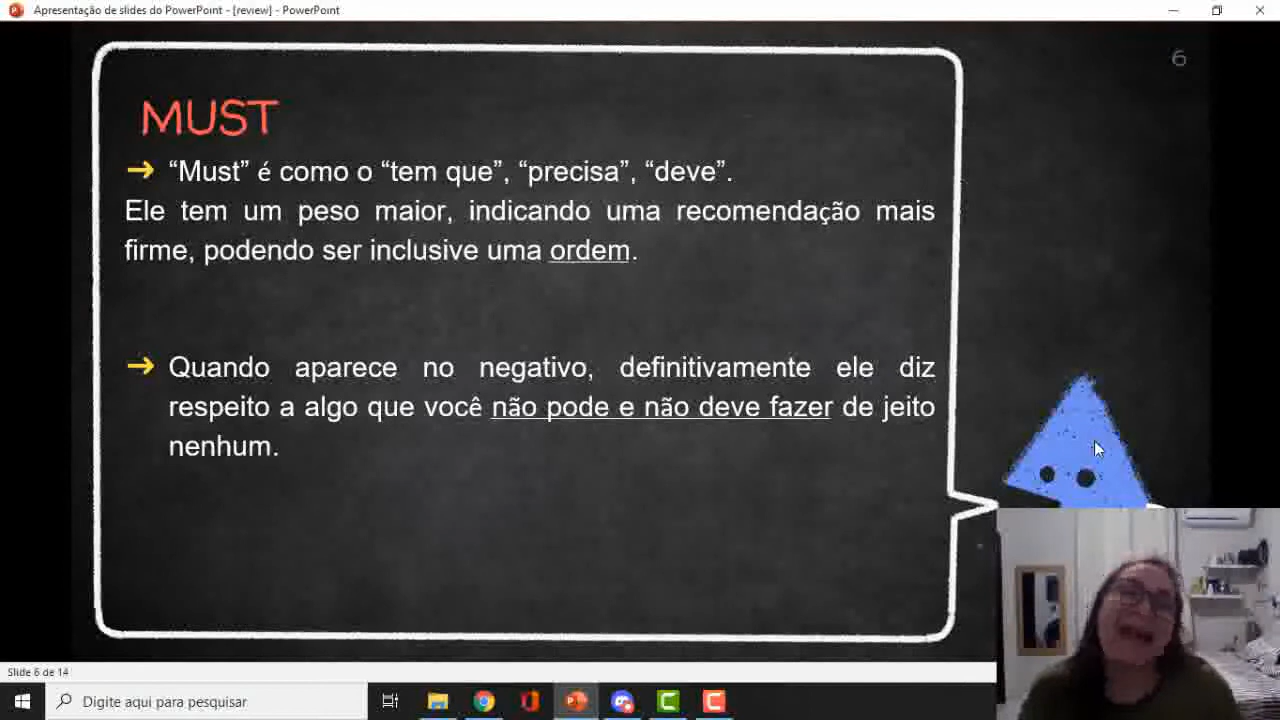 Apresentação de slides do PowerPoint - [review] - PowerPoint
6
MUST
→ “Must” é como o “tem que”, “precisa”, “deve”.
Ele tem um peso maior, indicando uma recomendação mais
firme, podendo ser inclusive uma ordem.
→ Quando aparece no negativo, definitivamente ele diz
respeito a algo que você não pode e não deve fazer de jeito
nenhum.
Slide 6 de 14
Digite aqui para pesquisar